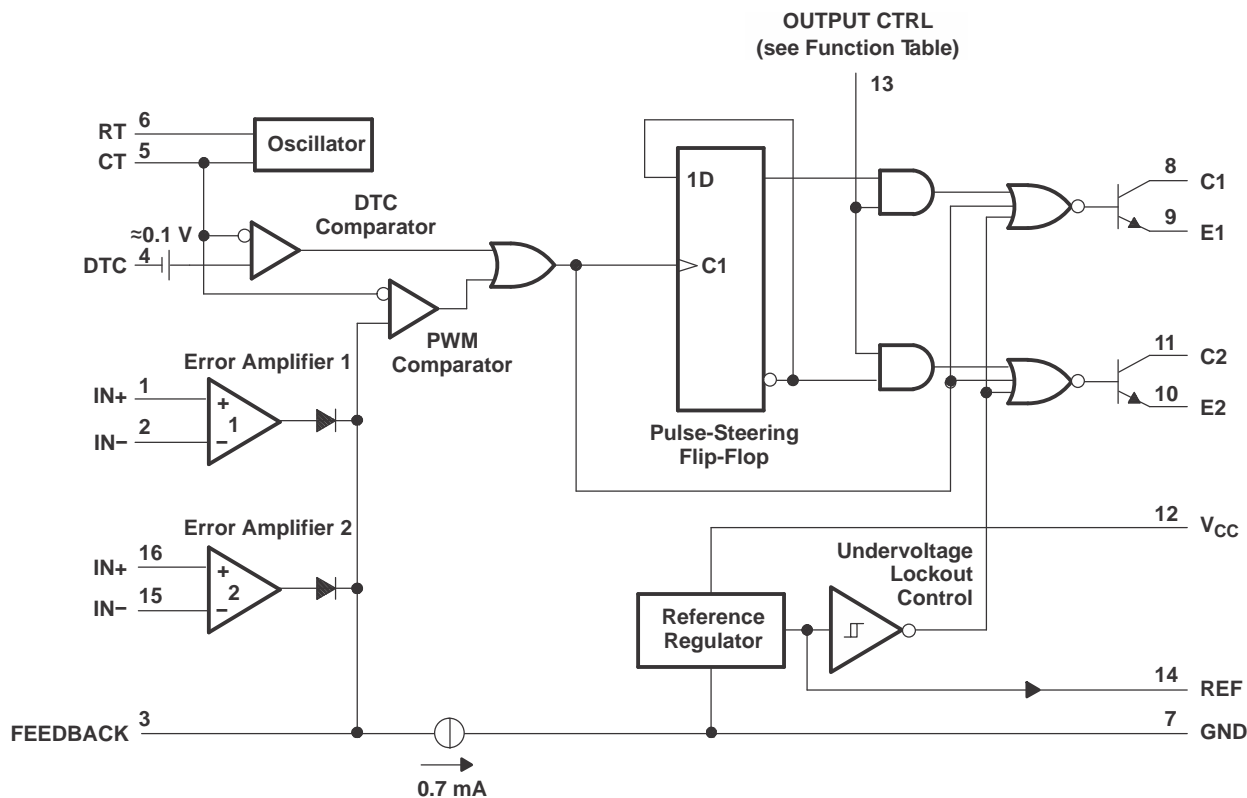 OUTPUT CTRL
(see Function Table)
13
RT 6
Oscillator
CT 5
DTC
Comparator
≈0.1 V
DTC 4
1D
C1
PWM
Comparator
8 C1
9 E1
11 C2
10 E2
Error Amplifier 1
IN+ 1
+
1
IN− 2
−
Pulse-Steering
Flip-Flop
Error Amplifier 2
IN+ 16
+
2
IN− 15
−
12 VCC
Undervoltage
Lockout
Control
Reference
Regulator
14 REF
FEEDBACK 3
7 GND
0.7 mA